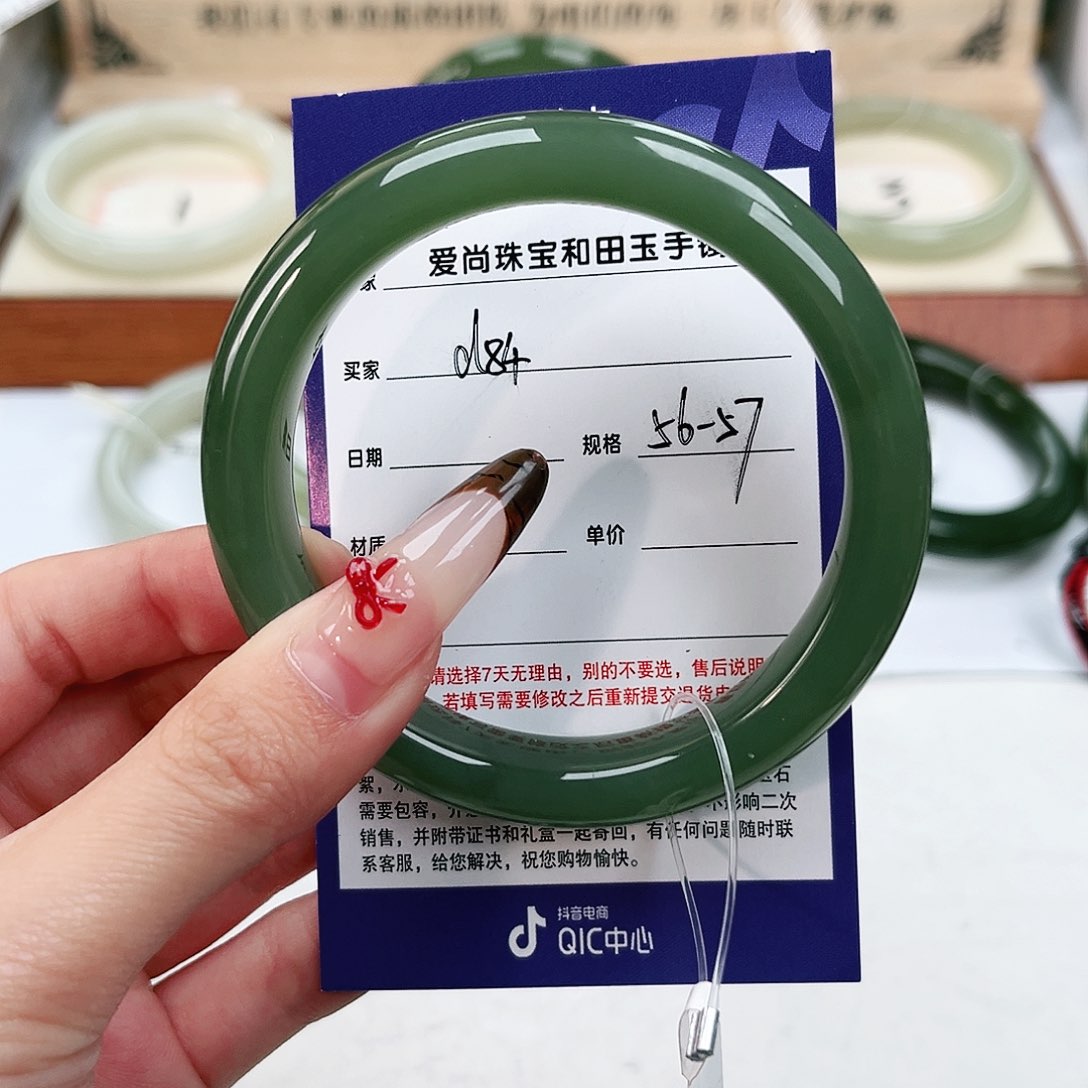 爱尚珠宝和田玉手
家
买家 d84
日期 规格 56-57
材质 单价
请选择7天无理由，别的不要选，售后说明
若填写需要修改之后重新提交退货
絮，
需要包容， 不影响二次
销售，并附带证书和礼盒一起寄回，有任何问题随时联
系客服，给您解决，祝您购物愉快。
抖音电商
QIC中心